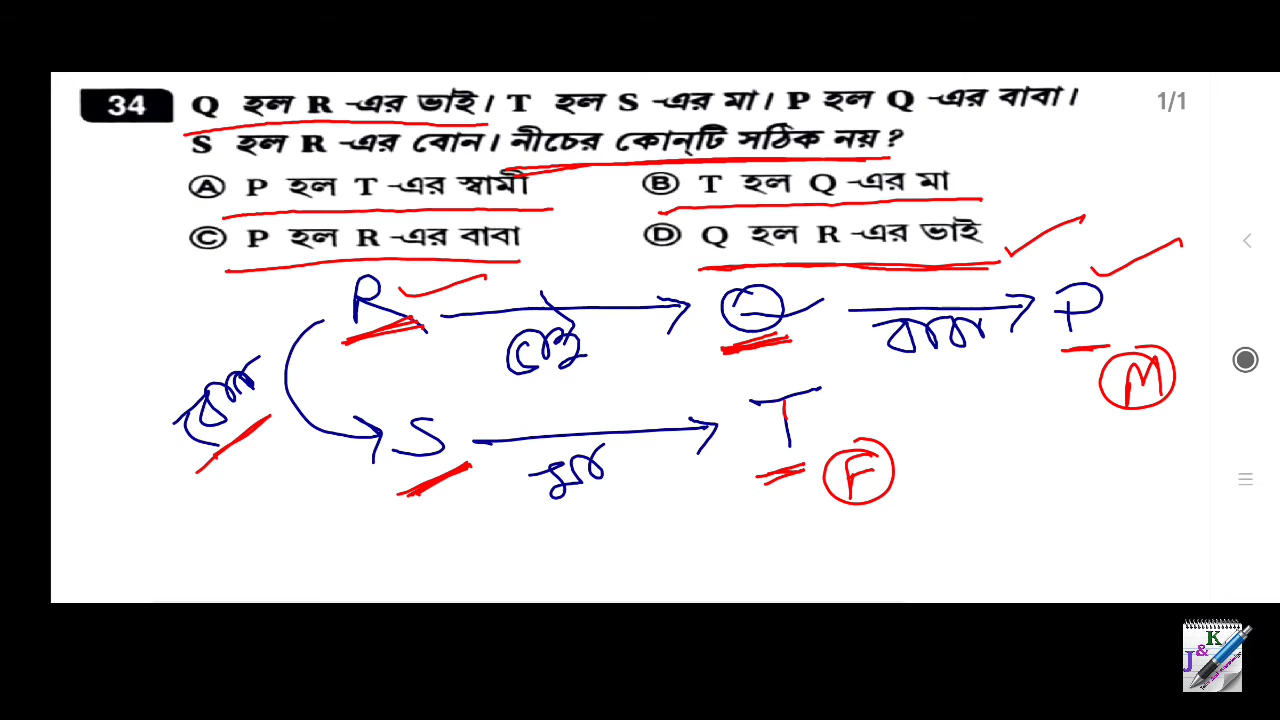 34 Q হল R -এর ভাই। T হল S -এর মা। P হল Q -এর বাবা।
1/1
S হল R -এর বোন। নীচের কোন্‌টি সঠিক নয় ?
A P হল T -এর স্বামী
B T হল Q -এর মা
C P হল R -এর বাবা
D Q হল R -এর ভাই
R Q বাবা P
M
বোন S মা T F
J & K